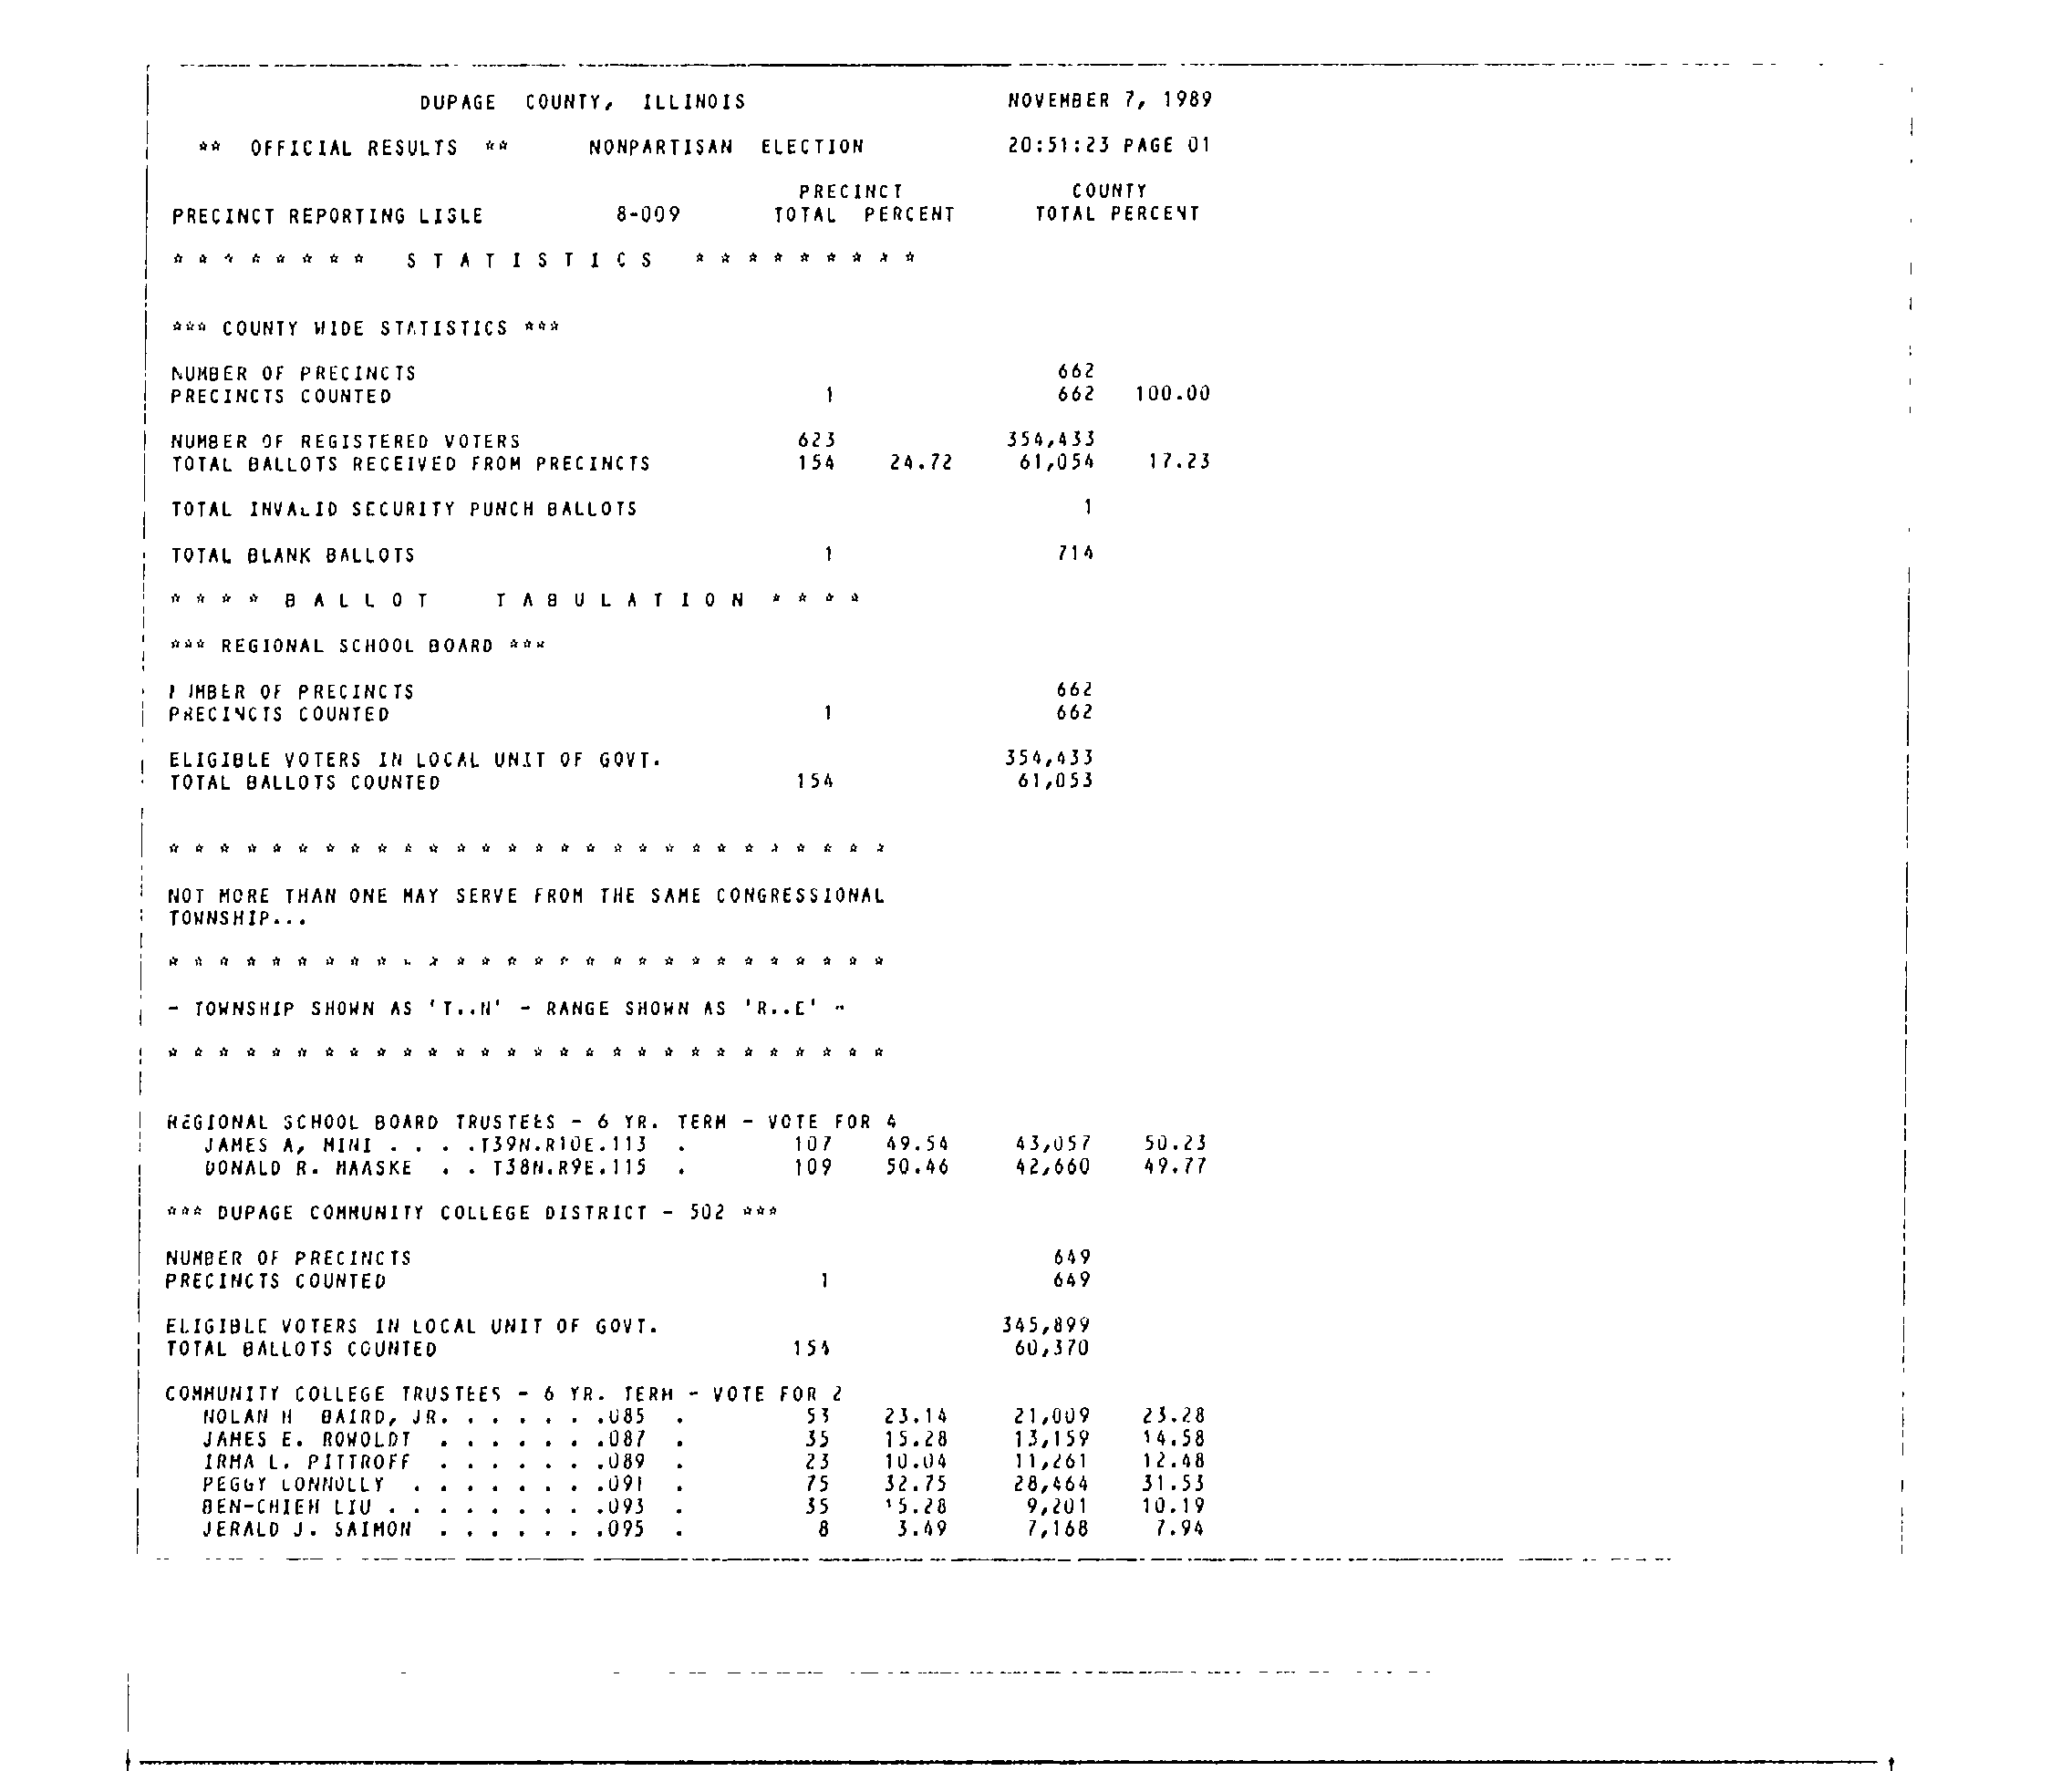 DUPAGE COUNTY, ILLINOIS NOVEMBER 7, 1989
** OFFICIAL RESULTS ** NONPARTISAN ELECTION 20:51:23 PAGE 01
PRECINCT COUNTY
PRECINCT REPORTING LISLE 8-009 TOTAL PERCENT TOTAL PERCENT
* * * * * * * * S T A T I S T I C S * * * * * * * * *
*** COUNTY WIDE STATISTICS ***
NUMBER OF PRECINCTS 662
PRECINCTS COUNTED 1 662 100.00
NUMBER OF REGISTERED VOTERS 623 354,433
TOTAL BALLOTS RECEIVED FROM PRECINCTS 154 24.72 61,054 17.23
TOTAL INVALID SECURITY PUNCH BALLOTS 1
TOTAL BLANK BALLOTS 1 714
* * * * B A L L O T T A B U L A T I O N * * * *
*** REGIONAL SCHOOL BOARD ***
NUMBER OF PRECINCTS 662
PRECINCTS COUNTED 1 662
ELIGIBLE VOTERS IN LOCAL UNIT OF GOVT. 354,433
TOTAL BALLOTS COUNTED 154 61,053
* * * * * * * * * * * * * * * * * * * * * * * * * * * *
NOT MORE THAN ONE MAY SERVE FROM THE SAME CONGRESSIONAL
TOWNSHIP...
* * * * * * * * * * * * * * * * * * * * * * * * * * * *
- TOWNSHIP SHOWN AS 'T..N' - RANGE SHOWN AS 'R..E' -
* * * * * * * * * * * * * * * * * * * * * * * * * * * *
REGIONAL SCHOOL BOARD TRUSTEES - 6 YR. TERM - VOTE FOR 4
JAMES A, MINI . . . .T39N.R10E.113 . 107 49.54 43,057 50.23
DONALD R. MAASKE . . T38N.R9E.115 . 109 50.46 42,660 49.77
*** DUPAGE COMMUNITY COLLEGE DISTRICT - 502 ***
NUMBER OF PRECINCTS 649
PRECINCTS COUNTED 1 649
ELIGIBLE VOTERS IN LOCAL UNIT OF GOVT. 345,899
TOTAL BALLOTS COUNTED 154 60,370
COMMUNITY COLLEGE TRUSTEES - 6 YR. TERM - VOTE FOR 2
NOLAN H BAIRD, JR. . . . . . .085 . 53 23.14 21,009 23.28
JAMES E. ROWOLDT . . . . . . .087 . 35 15.28 13,159 14.58
IRMA L. PITTROFF . . . . . . .089 . 23 10.04 11,261 12.48
PEGGY CONNOLLY . . . . . . . .091 . 75 32.75 28,464 31.53
BEN-CHIEH LIU . . . . . . . . .093 . 35 15.28 9,201 10.19
JERALD J. SAIMON . . . . . . .095 . 8 3.49 7,168 7.94